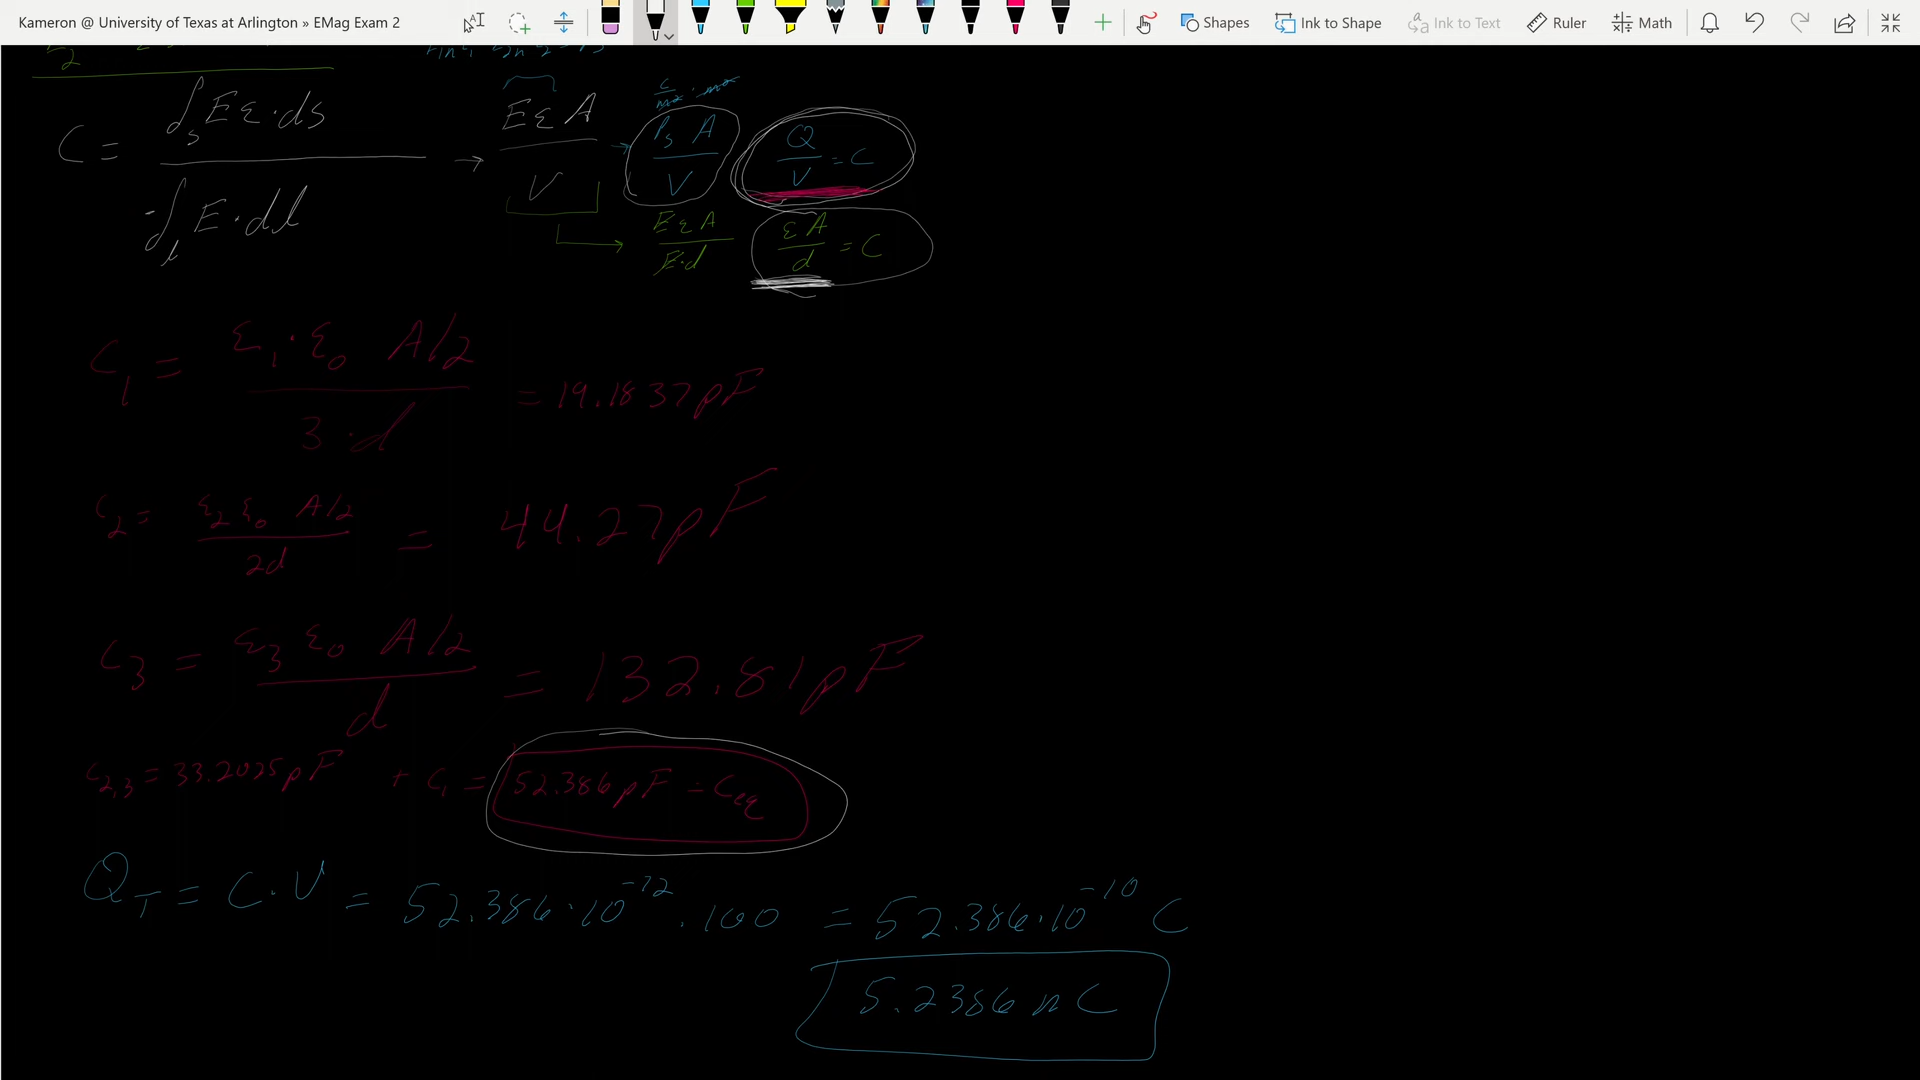 Kameron @ University of Texas at Arlington » EMag Exam 2
Shapes Ink to Shape Ink to Text Ruler Math
C = ∫s Eε·ds / -∫l E·dl → EεA / V → ρs A / V Q / V = C
C/m² · m²
EεA / E·d εA / d = C
C1 = ε1·ε0 A/2 / 3·d = 19.1837pF
C2 = ε2 ε0 A/2 / 2d = 44.27pF
C3 = ε3 ε0 A/2 / d = 132.81pF
C2,3 = 33.2025pF + C1 = 52.386pF = Ceq
QT = C·V = 52.386·10^-12 · 100 = 52.386·10^-10 C
5.2386nC